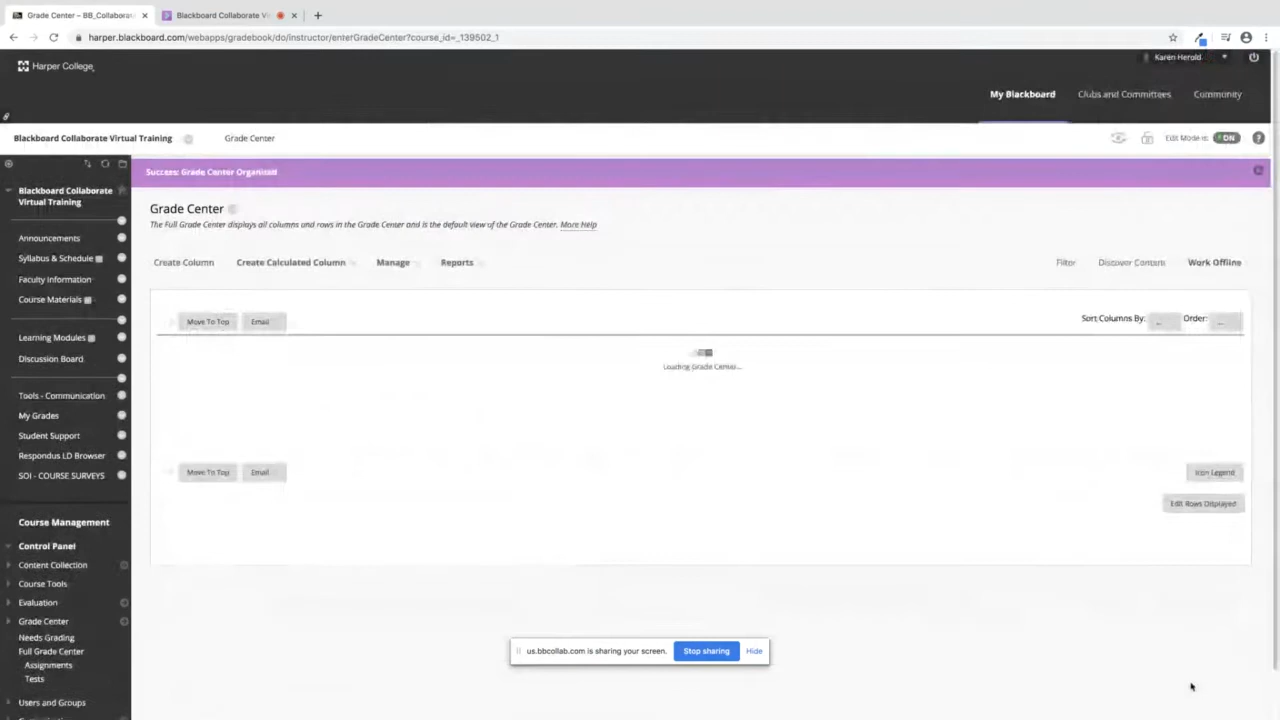 Grade Center – BB_Collaborat
Blackboard Collaborate V
harper.blackboard.com/webapps/gradebook/do/instructor/enterGradeCenter?course_id=_139502_1
Harper College
Karen Herold
My Blackboard
Clubs and Committees
Community
Blackboard Collaborate Virtual Training
Grade Center
Edit Mode is:
ON
?
Success: Grade Center Organized
Blackboard Collaborate
Virtual Training
Announcements
Syllabus & Schedule
Faculty Information
Course Materials
Learning Modules
Discussion Board
Tools - Communication
My Grades
Student Support
Respondus LD Browser
SOI - COURSE SURVEYS
Course Management
Control Panel
Content Collection
Course Tools
Evaluation
Grade Center
Needs Grading
Full Grade Center
Assignments
Tests
Users and Groups
Grade Center
The Full Grade Center displays all columns and rows in the Grade Center and is the default view of the Grade Center. More Help
Create Column
Create Calculated Column
Manage
Reports
Filter
Discover Content
Work Offline
Move To Top
Email
Sort Columns By:
Order:
Loading Grade Center...
Move To Top
Email
Icon Legend
Edit Rows Displayed
us.bbcollab.com is sharing your screen.
Stop sharing
Hide